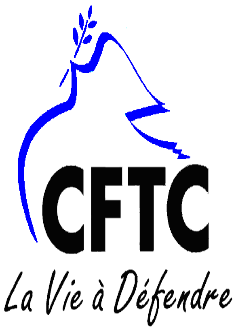 CFTC
La Vie à Défendre